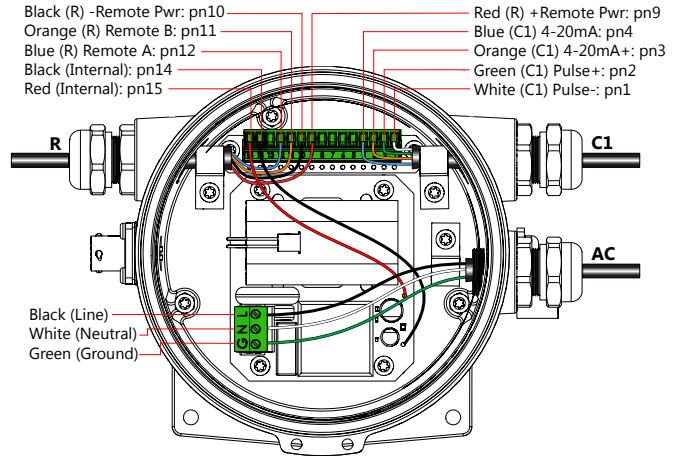 Black (R) -Remote Pwr: pn10
Orange (R) Remote B: pn11
Blue (R) Remote A: pn12
Black (Internal): pn14
Red (Internal): pn15
Red (R) +Remote Pwr: pn9
Blue (C1) 4-20mA: pn4
Orange (C1) 4-20mA+: pn3
Green (C1) Pulse+: pn2
White (C1) Pulse-: pn1
R
C1
AC
Black (Line)
White (Neutral)
Green (Ground)
L
N
G